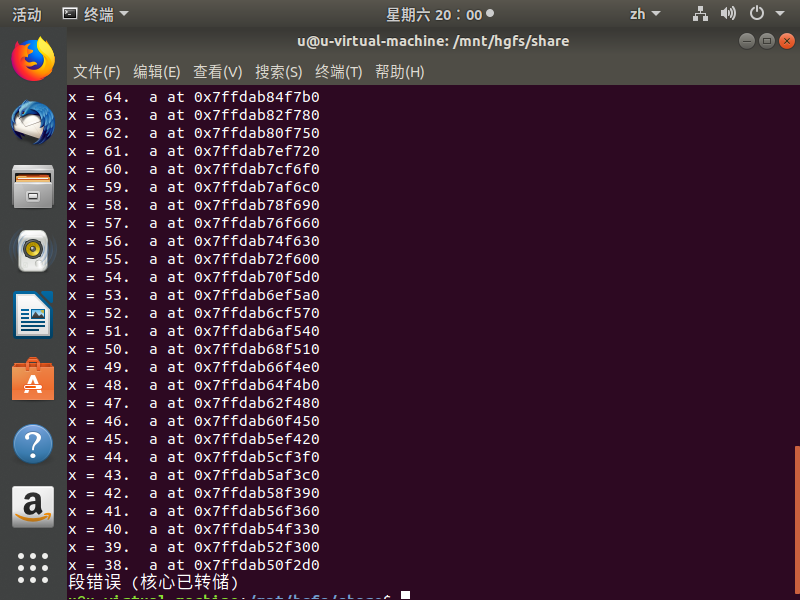 活动 终端 星期六 20：00 zh
u@u-virtual-machine: /mnt/hgfs/share
文件(F) 编辑(E) 查看(V) 搜索(S) 终端(T) 帮助(H)
x = 64.  a at 0x7ffdab84f7b0
x = 63.  a at 0x7ffdab82f780
x = 62.  a at 0x7ffdab80f750
x = 61.  a at 0x7ffdab7ef720
x = 60.  a at 0x7ffdab7cf6f0
x = 59.  a at 0x7ffdab7af6c0
x = 58.  a at 0x7ffdab78f690
x = 57.  a at 0x7ffdab76f660
x = 56.  a at 0x7ffdab74f630
x = 55.  a at 0x7ffdab72f600
x = 54.  a at 0x7ffdab70f5d0
x = 53.  a at 0x7ffdab6ef5a0
x = 52.  a at 0x7ffdab6cf570
x = 51.  a at 0x7ffdab6af540
x = 50.  a at 0x7ffdab68f510
x = 49.  a at 0x7ffdab66f4e0
x = 48.  a at 0x7ffdab64f4b0
x = 47.  a at 0x7ffdab62f480
x = 46.  a at 0x7ffdab60f450
x = 45.  a at 0x7ffdab5ef420
x = 44.  a at 0x7ffdab5cf3f0
x = 43.  a at 0x7ffdab5af3c0
x = 42.  a at 0x7ffdab58f390
x = 41.  a at 0x7ffdab56f360
x = 40.  a at 0x7ffdab54f330
x = 39.  a at 0x7ffdab52f300
x = 38.  a at 0x7ffdab50f2d0
段错误 (核心已转储)
u@u-virtual-machine:/mnt/hgfs/share$